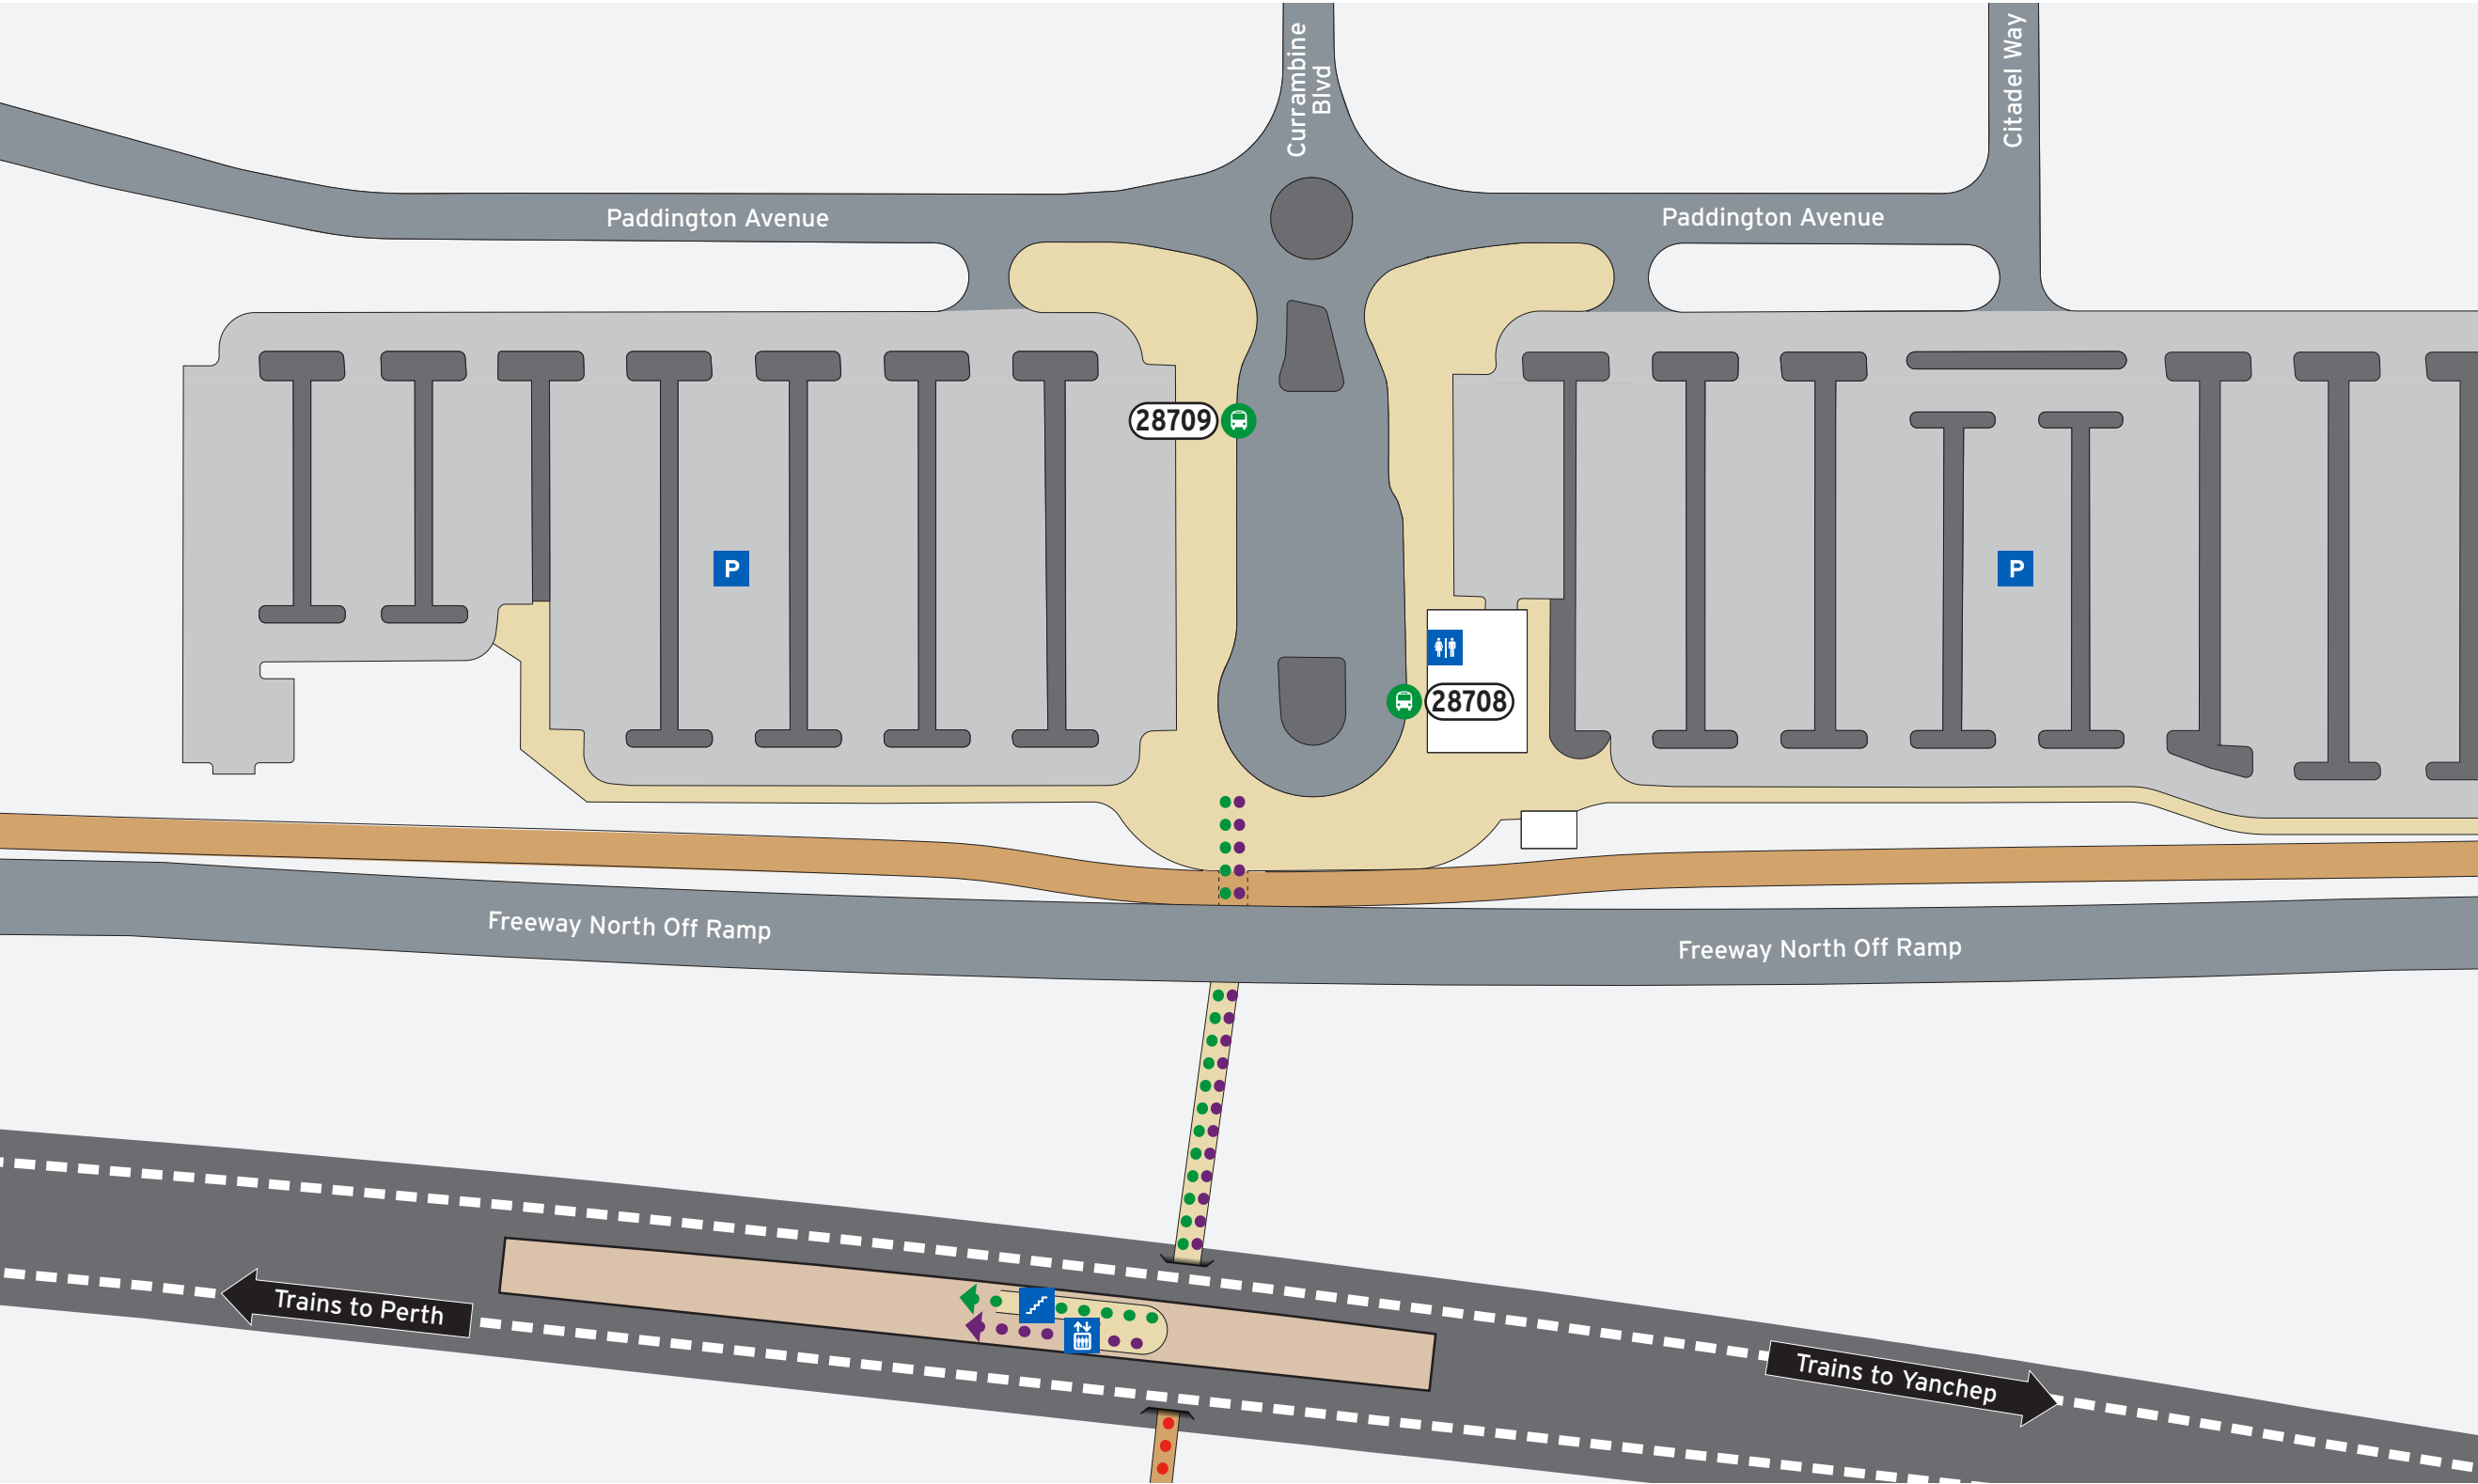 Currambine
Blvd
Citadel Way
Paddington Avenue
Paddington Avenue
28709
P
P
28708
Freeway North Off Ramp
Freeway North Off Ramp
Trains to Perth
Trains to Yanchep